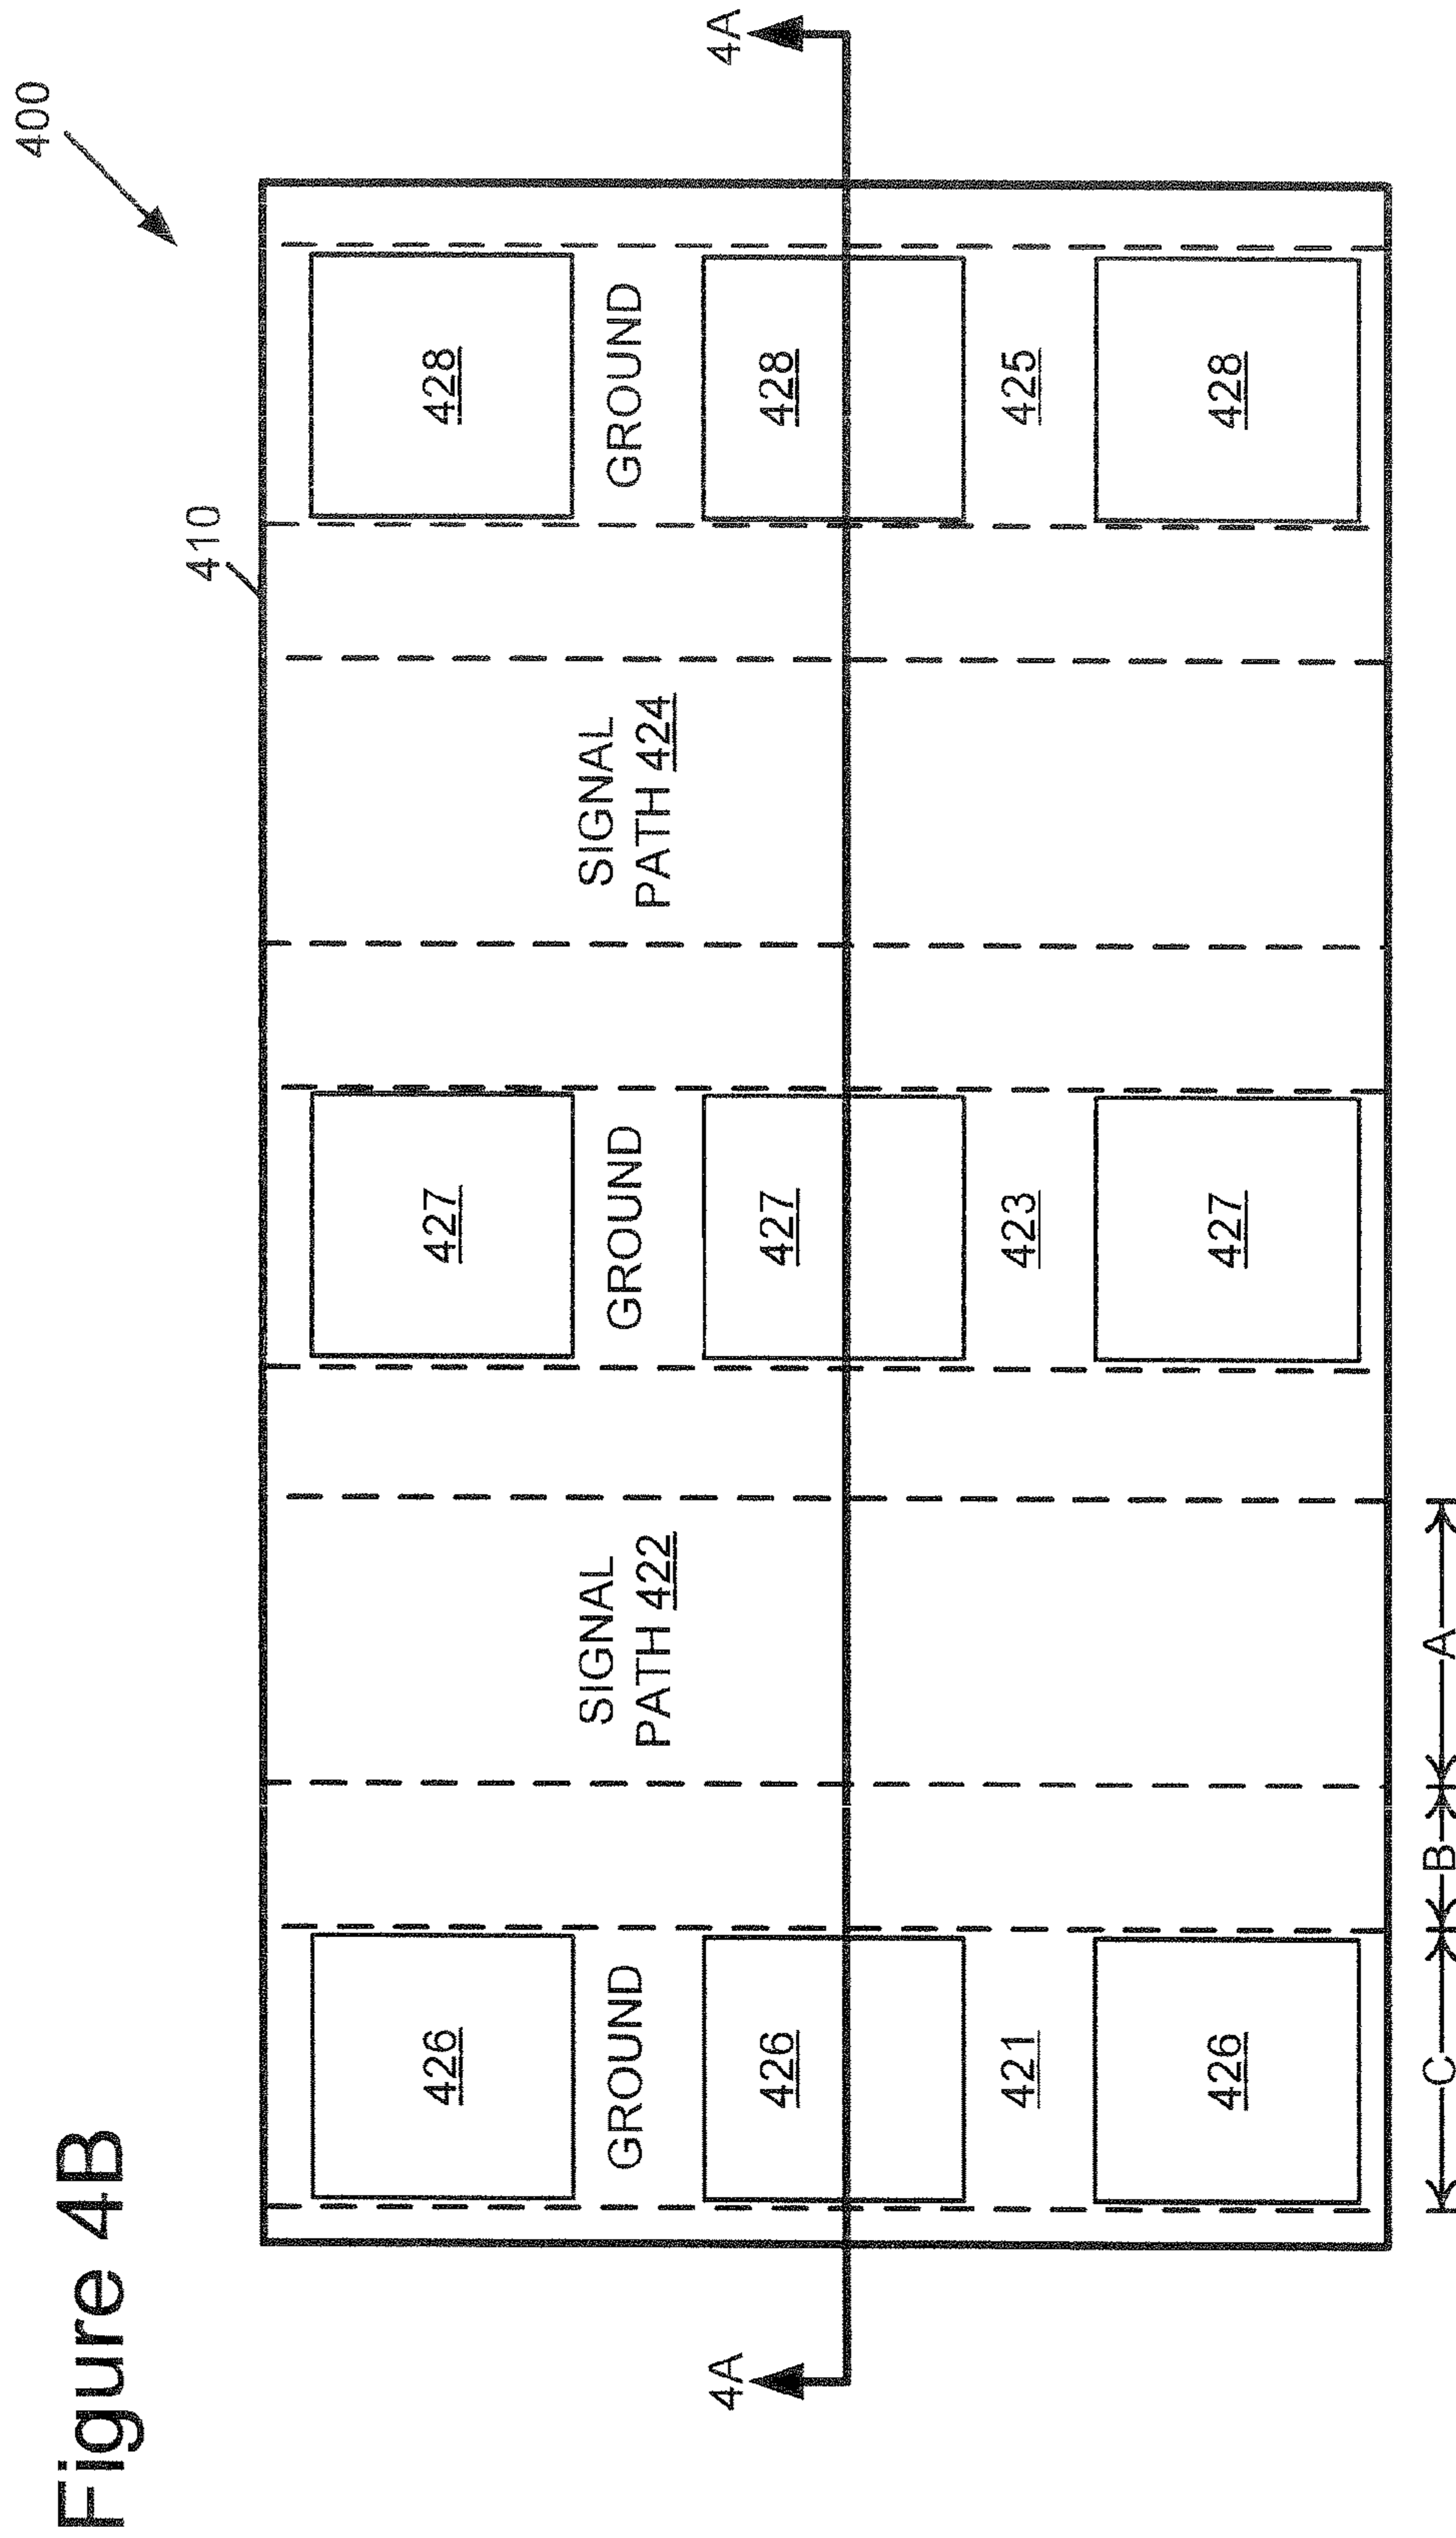 Figure 4B
400
410
4A
4A
426
GROUND
426
421
426
SIGNAL
PATH 422
427
GROUND
427
423
427
SIGNAL
PATH 424
428
GROUND
428
425
428
C
B
A